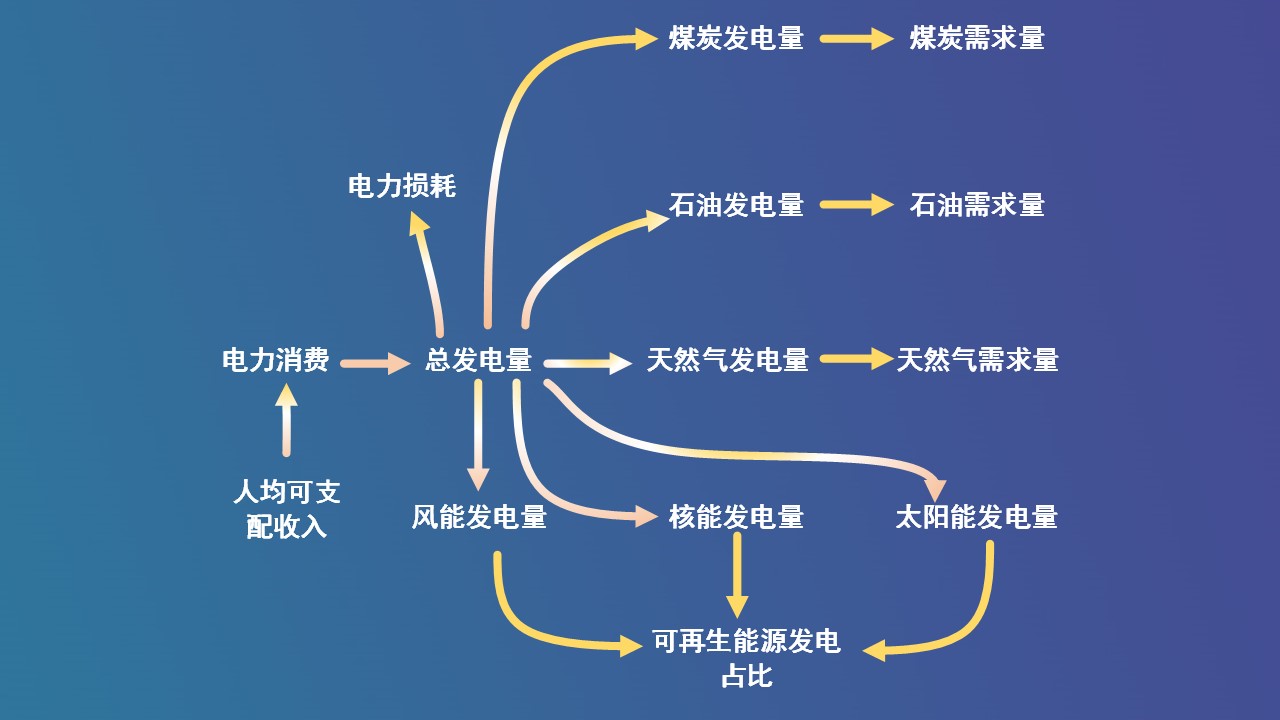 煤炭发电量
煤炭需求量
电力损耗
石油发电量
石油需求量
电力消费
总发电量
天然气发电量
天然气需求量
人均可支
配收入
风能发电量
核能发电量
太阳能发电量
可再生能源发电
占比